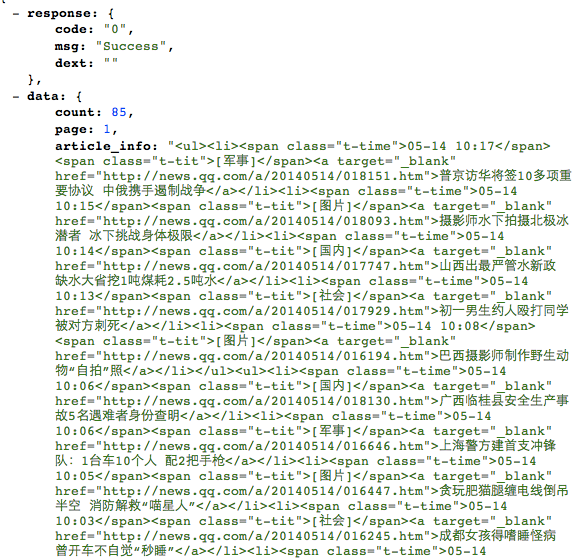 {
- response: {
code: "0",
msg: "Success",
dext: ""
},
- data: {
count: 85,
page: 1,
article_info: "<ul><li><span class="t-time">05-14 10:17</span>
<span class="t-tit">[军事]</span><a target="_blank"
href="http://news.qq.com/a/20140514/018151.htm">普京访华将签10多项重
要协议 中俄携手遏制战争</a></li><li><span class="t-time">05-14
10:15</span><span class="t-tit">[图片]</span><a target="_blank"
href="http://news.qq.com/a/20140514/018093.htm">摄影师水下拍摄北极冰
潜者 冰下挑战身体极限</a></li><li><span class="t-time">05-14
10:14</span><span class="t-tit">[国内]</span><a target="_blank"
href="http://news.qq.com/a/20140514/017747.htm">山西出最严管水新政
缺水大省挖1吨煤耗2.5吨水</a></li><li><span class="t-time">05-14
10:13</span><span class="t-tit">[社会]</span><a target="_blank"
href="http://news.qq.com/a/20140514/017929.htm">初一男生约人殴打同学
被对方刺死</a></li><li><span class="t-time">05-14 10:08</span>
<span class="t-tit">[图片]</span><a target="_blank"
href="http://news.qq.com/a/20140514/016194.htm">巴西摄影师制作野生动
物“自拍”照</a></li></ul><ul><li><span class="t-time">05-14
10:06</span><span class="t-tit">[国内]</span><a target="_blank"
href="http://news.qq.com/a/20140514/018130.htm">广西临桂县安全生产事
故5名遇难者身份查明</a></li><li><span class="t-time">05-14
10:06</span><span class="t-tit">[军事]</span><a target="_blank"
href="http://news.qq.com/a/20140514/016646.htm">上海警方建首支冲锋
队：1台车10个人 配2把手枪</a></li><li><span class="t-time">05-14
10:05</span><span class="t-tit">[图片]</span><a target="_blank"
href="http://news.qq.com/a/20140514/016447.htm">贪玩肥猫腿缠电线倒吊
半空 消防解救“喵星人”</a></li><li><span class="t-time">05-14
10:03</span><span class="t-tit">[社会]</span><a target="_blank"
href="http://news.qq.com/a/20140514/016245.htm">成都女孩得嗜睡怪病
曾开车不自觉“秒睡”</a></li><li><span class="t-time">05-14